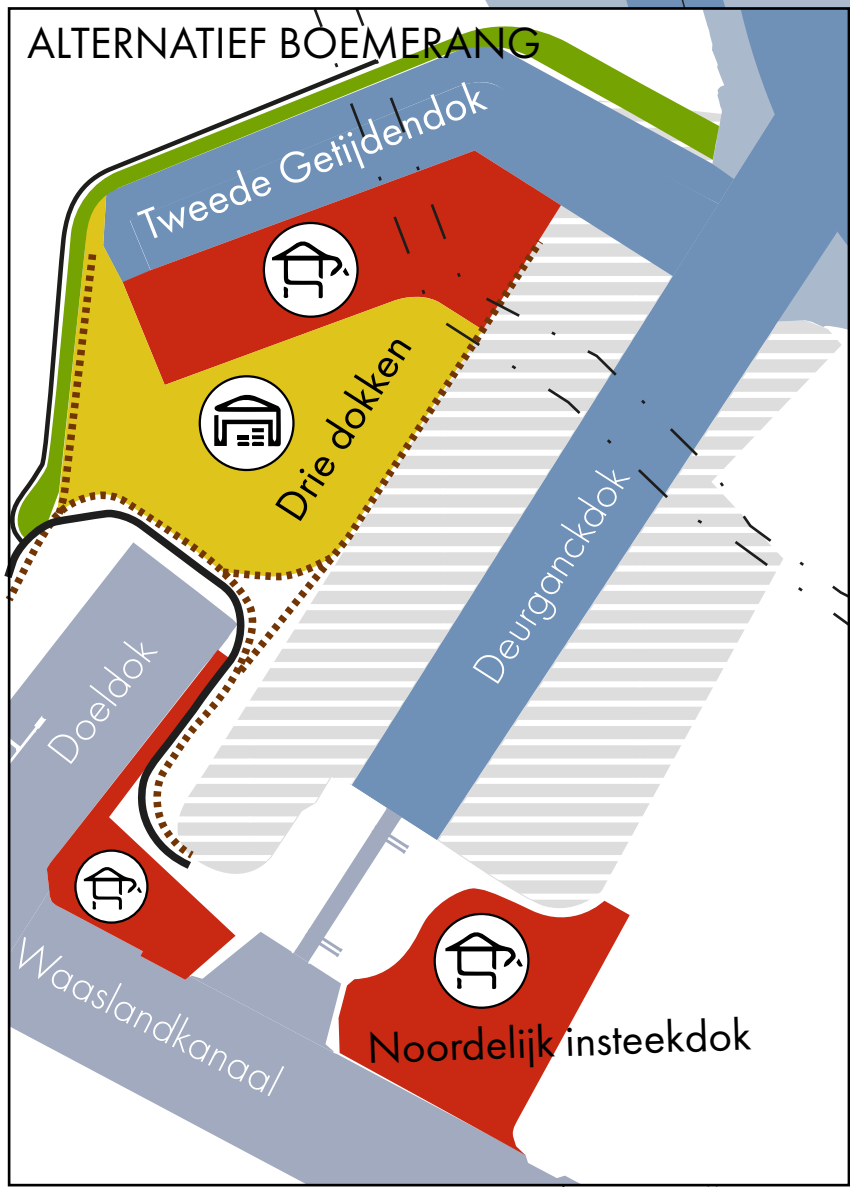 ALTERNATIEF BOEMERANG
Tweede Getijdendok
Drie dokken
Deurganckdok
Doeldok
Waaslandkanaal
Noordelijk insteekdok